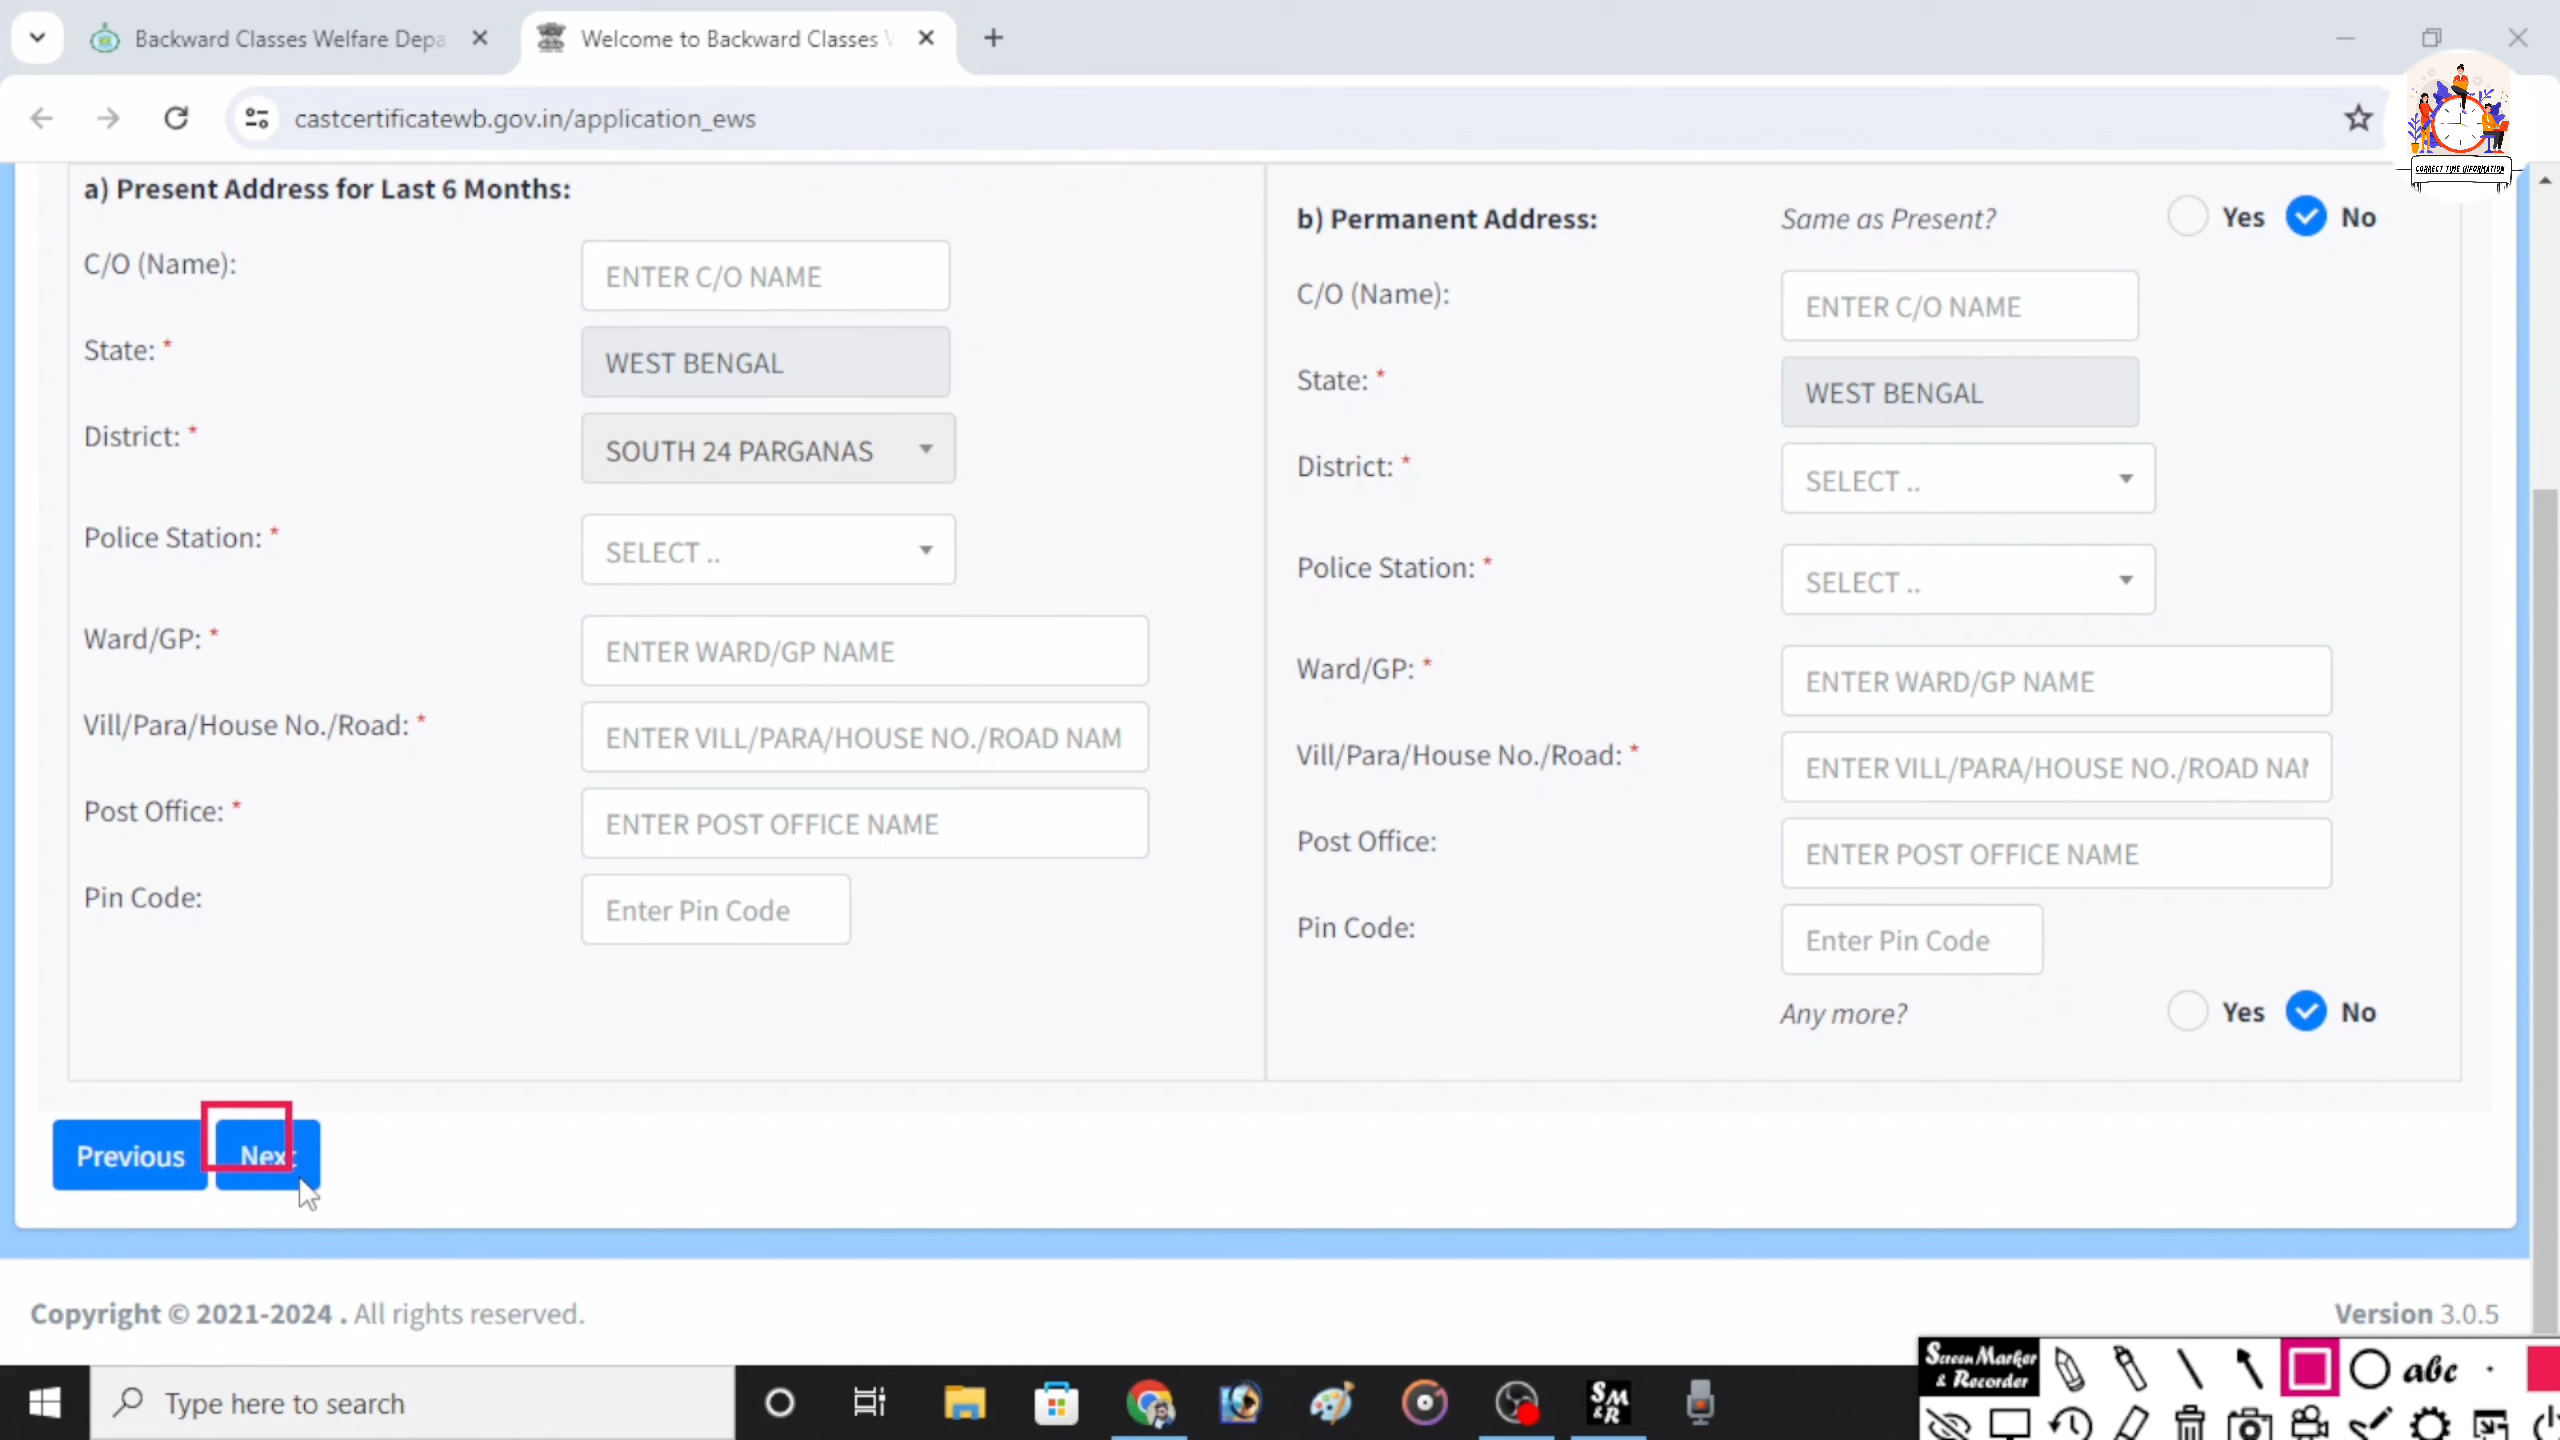 Backward Classes Welfare Depa
Welcome to Backward Classes
castcertificatewb.gov.in/application_ews
CORRECT TIME INFORMATION
a) Present Address for Last 6 Months:
C/O (Name):
ENTER C/O NAME
State: *
WEST BENGAL
District: *
SOUTH 24 PARGANAS
Police Station: *
SELECT ..
Ward/GP: *
ENTER WARD/GP NAME
Vill/Para/House No./Road: *
ENTER VILL/PARA/HOUSE NO./ROAD NAM
Post Office: *
ENTER POST OFFICE NAME
Pin Code:
Enter Pin Code
b) Permanent Address:
Same as Present?
Yes
No
C/O (Name):
ENTER C/O NAME
State: *
WEST BENGAL
District: *
SELECT ..
Police Station: *
SELECT ..
Ward/GP: *
ENTER WARD/GP NAME
Vill/Para/House No./Road: *
ENTER VILL/PARA/HOUSE NO./ROAD NAM
Post Office:
ENTER POST OFFICE NAME
Pin Code:
Enter Pin Code
Any more?
Yes
No
Previous
Next
Copyright © 2021-2024 . All rights reserved.
Version 3.0.5
Screen Marker
& Recorder
abc
Type here to search
SM
&R